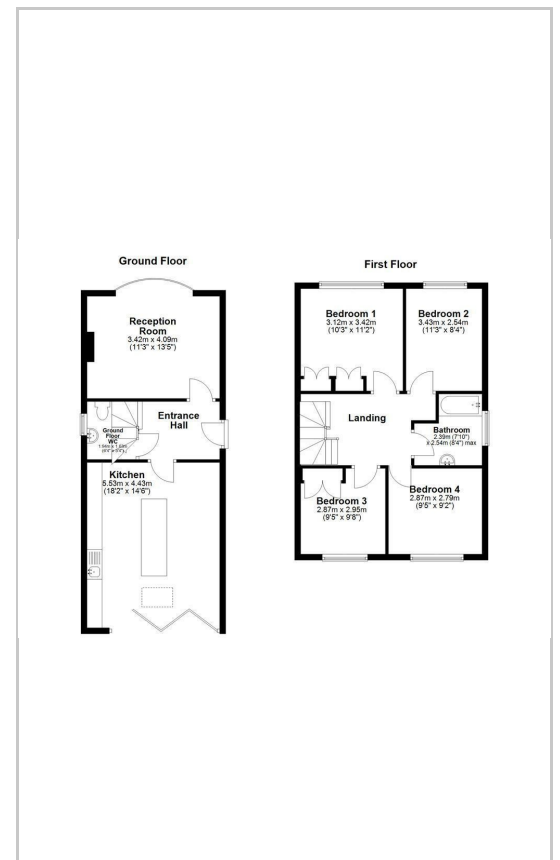 Ground Floor
Reception
Room
3.42m x 4.09m
(11'3" x 13'5")
Entrance
Hall
Ground
Floor
WC
Kitchen
5.53m x 4.43m
(18'2" x 14'6")
First Floor
Bedroom 1
3.12m x 3.42m
(10'3" x 11'2")
Bedroom 2
3.43m x 2.54m
(11'3" x 8'4")
Landing
Bathroom
2.39m (7'10")
x 2.54m (8'4") max
Bedroom 3
2.87m x 2.95m
(9'5" x 9'8")
Bedroom 4
2.87m x 2.79m
(9'5" x 9'2")